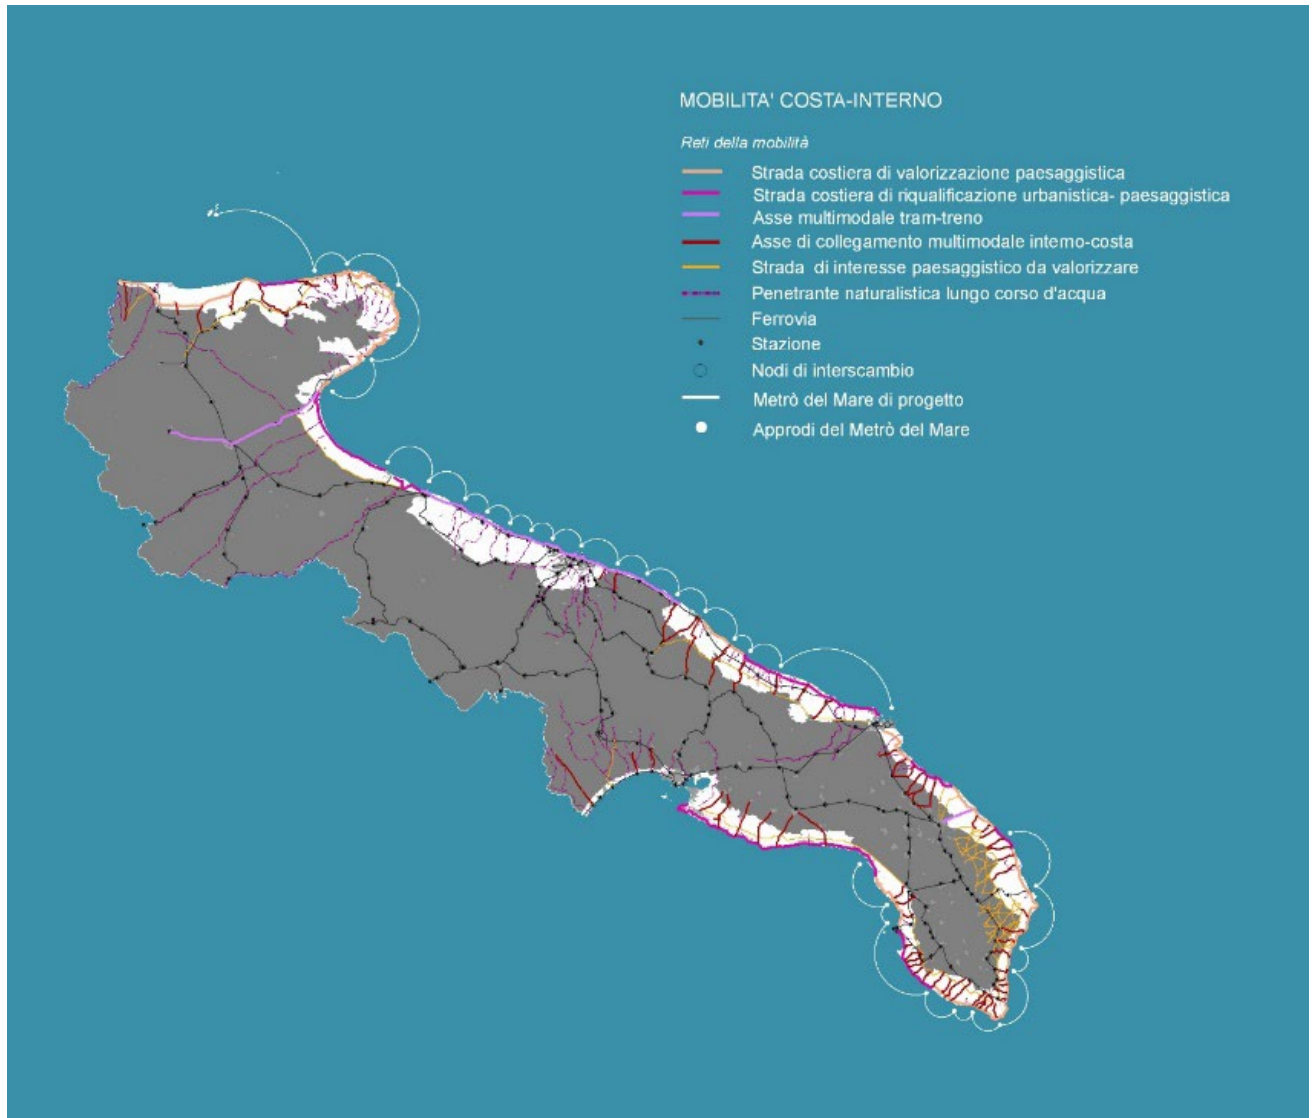 MOBILITA' COSTA-INTERNO
Reti della mobilità
Strada costiera di valorizzazione paesaggistica
Strada costiera di riqualificazione urbanistica- paesaggistica
Asse multimodale tram-treno
Asse di collegamento multimodale interno-costa
Strada di interesse paesaggistico da valorizzare
Penetrante naturalistica lungo corso d'acqua
Ferrovia
Stazione
Nodi di interscambio
Metrò del Mare di progetto
Approdi del Metrò del Mare